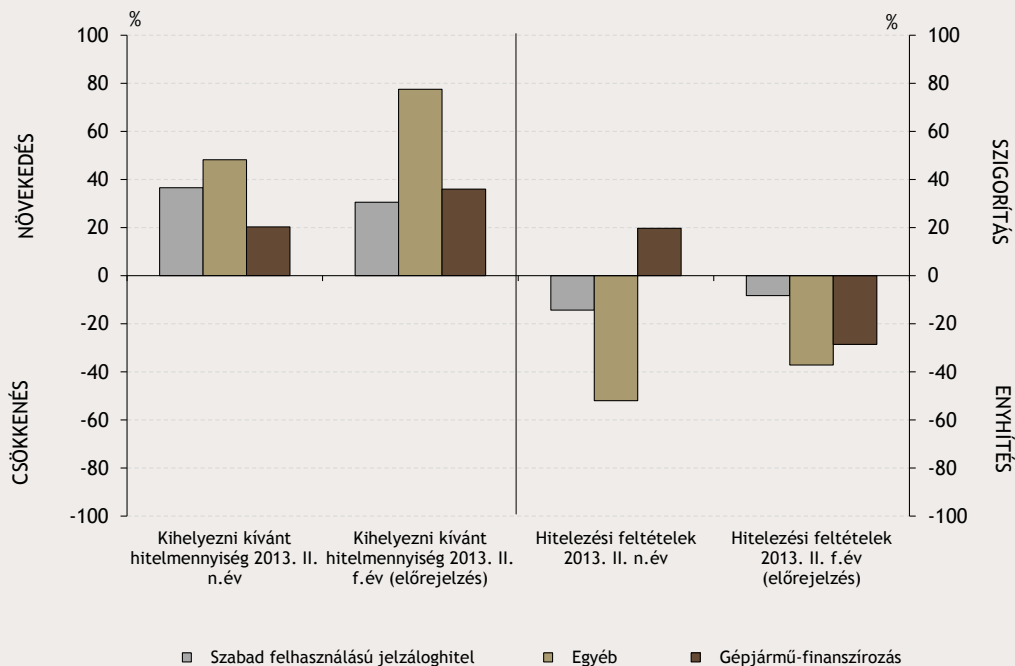 %
%
100
80
60
40
20
0
-20
-40
-60
-80
-100
NÖVEKEDÉS
CSÖKKENÉS
100
80
60
40
20
0
-20
-40
-60
-80
-100
SZIGORÍTÁS
ENYHÍTÉS
Kihelyezni kívánt
hitelmennyiség 2013. II.
n.év
Kihelyezni kívánt
hitelmennyiség 2013. II.
f.év (előrejelzés)
Hitelezési feltételek
2013. II. n.év
Hitelezési feltételek
2013. II. f.év
(előrejelzés)
Szabad felhasználású jelzáloghitel
Egyéb
Gépjármű-finanszírozás